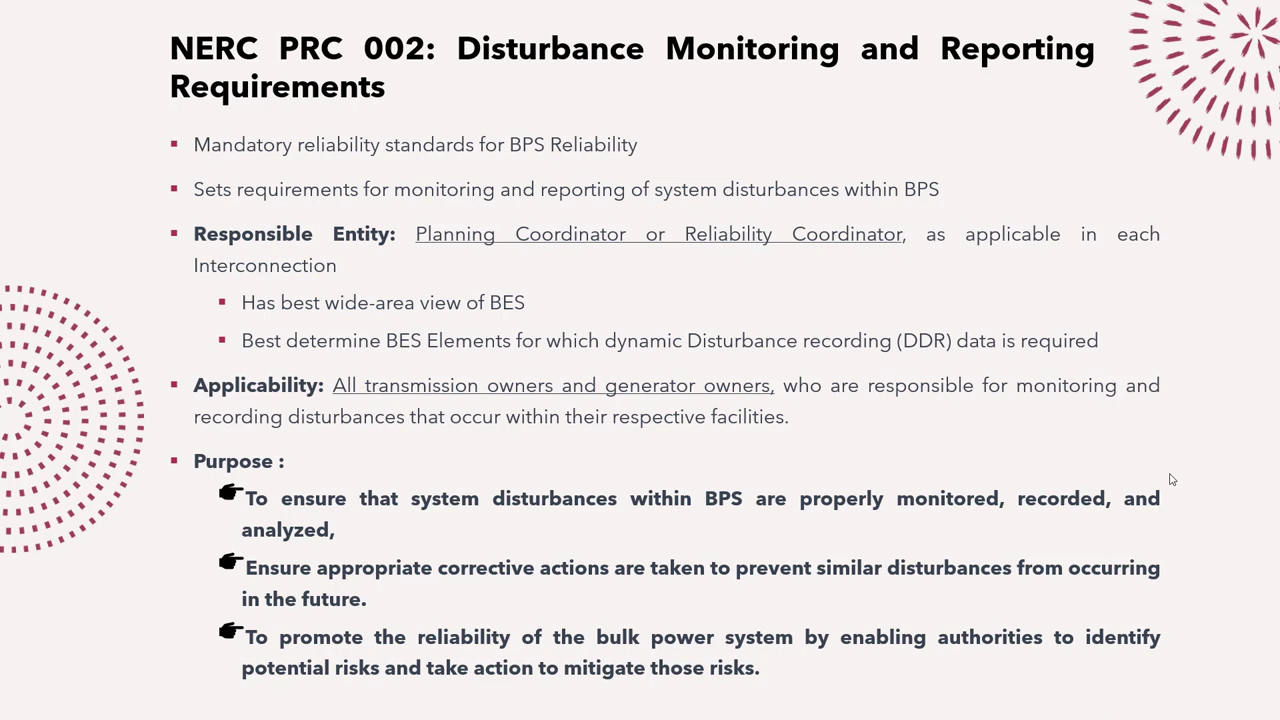 NERC PRC 002: Disturbance Monitoring and Reporting
Requirements
Mandatory reliability standards for BPS Reliability
Sets requirements for monitoring and reporting of system disturbances within BPS
Responsible Entity: Planning Coordinator or Reliability Coordinator, as applicable in each
Interconnection
Has best wide-area view of BES
Best determine BES Elements for which dynamic Disturbance recording (DDR) data is required
Applicability: All transmission owners and generator owners, who are responsible for monitoring and
recording disturbances that occur within their respective facilities.
Purpose :
To ensure that system disturbances within BPS are properly monitored, recorded, and
analyzed,
Ensure appropriate corrective actions are taken to prevent similar disturbances from occurring
in the future.
To promote the reliability of the bulk power system by enabling authorities to identify
potential risks and take action to mitigate those risks.